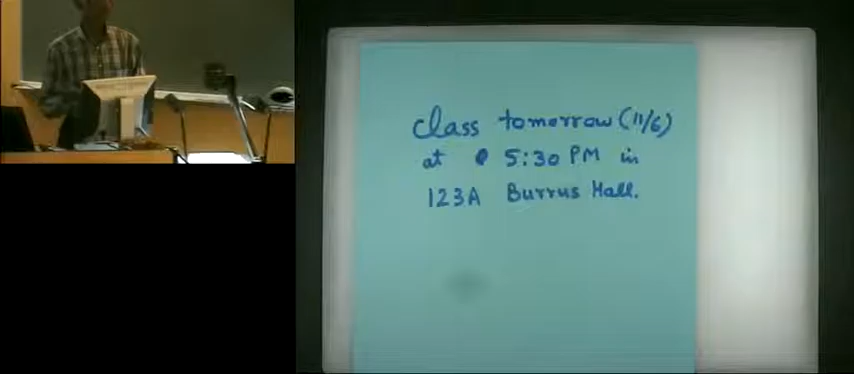 Class tomorrow (11/6)
at @ 5:30 PM in
123A Burrus Hall.